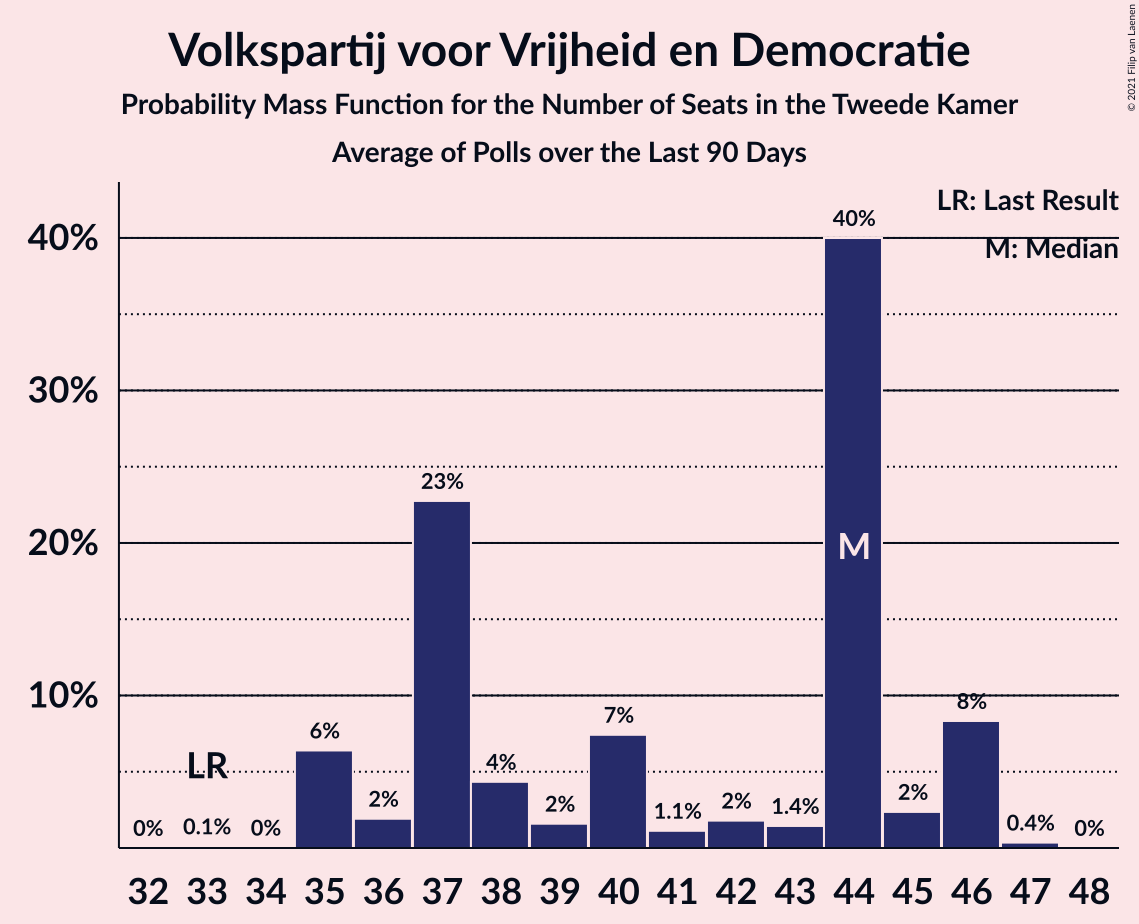 Volkspartij voor Vrijheid en Democratie
Probability Mass Function for the Number of Seats in the Tweede Kamer
Average of Polls over the Last 90 Days
© 2021 Filip van Laenen
LR: Last Result
M: Median
40%
30%
20%
10%
0%
0.1%
0%
6%
2%
23%
4%
2%
7%
1.1%
2%
1.4%
40%
2%
8%
0.4%
0%
LR
M
32 33 34 35 36 37 38 39 40 41 42 43 44 45 46 47 48